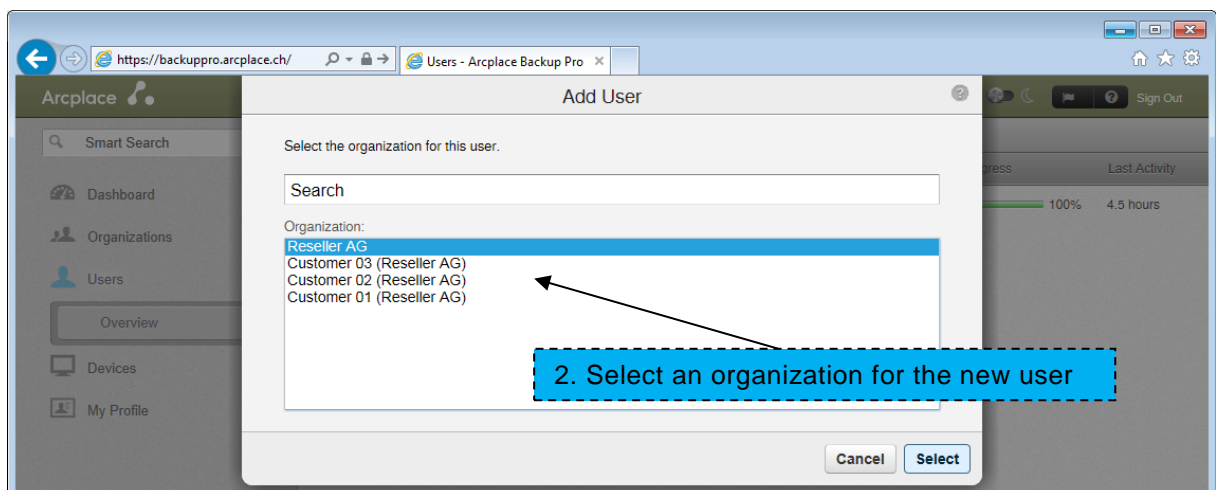 https://backuppro.arcplace.ch/
Users - Arcplace Backup Pro
Arcplace
Add User
Sign Out
Smart Search
Select the organization for this user.
gress
Last Activity
Search
Dashboard
100%
4.5 hours
Organization:
Organizations
Reseller AG
Customer 03 (Reseller AG)
Customer 02 (Reseller AG)
Customer 01 (Reseller AG)
Users
Overview
Devices
2. Select an organization for the new user
My Profile
Cancel
Select